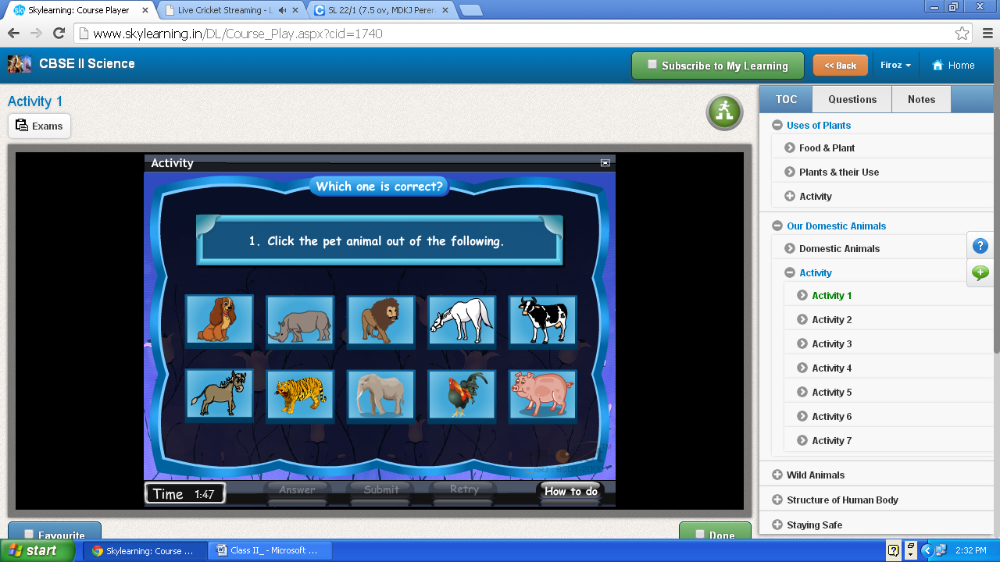 Skylearning: Course Player
Live Cricket Streaming - L
SL 22/1 (7.5 ov, MDKJ Perer
www.skylearning.in/DL/Course_Play.aspx?cid=1740
CBSE II Science
Subscribe to My Learning
<< Back
Firoz
Home
Activity 1
Exams
TOC
Questions
Notes
Uses of Plants
Food & Plant
Plants & their Use
Activity
Our Domestic Animals
Domestic Animals
Activity
Activity 1
Activity 2
Activity 3
Activity 4
Activity 5
Activity 6
Activity 7
Wild Animals
Structure of Human Body
Staying Safe
Activity
Which one is correct?
1. Click the pet animal out of the following.
Time 1:47
Answer
Submit
Retry
How to do
Favourite
Done
start
Skylearning: Course ...
Class II_ - Microsoft ...
2:32 PM